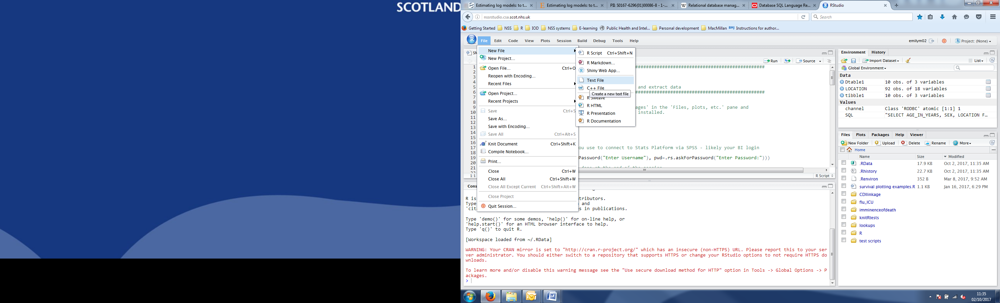 SCOTLAND
Estimating log models: to t...
Estimating log models: to t...
PII: S0167-6296(01)00086-8 - 1-...
Relational database manag...
Database SQL Language Re...
RStudio
nssrstudio.csa.scot.nhs.uk
Search
Getting Started NSS R IOD NSS systems E-learning Public Health and Intel... Personal development MacMillan BMJ Instructions for author...
File Edit Code View Plots Session Build Debug Tools Help
emilym02 Project: (None)
New File
New Project...
Open File... Ctrl+O
Reopen with Encoding...
Recent Files
Open Project...
Recent Projects
Save Ctrl+S
Save As...
Save with Encoding...
Save All Ctrl+Alt+S
Knit Document Ctrl+Shift+K
Compile Notebook...
Print...
Close Ctrl+W
Close All Ctrl+Shift+W
Close All Except Current Ctrl+Shift+Alt+W
Close Project
Quit Session...
R Script Ctrl+Shift+N
R Markdown...
Shiny Web App...
Text File
C++ File
Create a new text file
R Sweave
R HTML
R Presentation
R Documentation
Run Source
1
2
3
4
5 and extract data
6
7
8
9 ages' in the 'Files, plots, etc.' pane and
10 installed.
11
12
13
14
15
16
17 ou use to connect to Stats Platform via SPSS - likely your BI login
18
19 Password("Enter Username"), pwd=.rs.askForPassword("Enter Password:")))
20
21 done at the end of the session
22
1:1 R Script
Cons
R is tributors.
Type and
'cit s in publications.
Type 'demo()' for some demos, 'help()' for on-line help, or
'help.start()' for an HTML browser interface to help.
Type 'q()' to quit R.
[Workspace loaded from ~/.RData]
WARNING: Your CRAN mirror is set to "http://cran.r-project.org/" which has an insecure (non-HTTPS) URL. Please report this to your ser
ver administrator. You should either switch to a repository that supports HTTPS or change your RStudio options to not require HTTPS do
wnloads.
To learn more and/or disable this warning message see the "Use secure download method for HTTP" option in Tools -> Global Options -> P
ackages.
>
Environment History
Import Dataset List
Global Environment
Data
Dtable1 10 obs. of 3 variables
LOCATION 92 obs. of 18 variables
tibble1 10 obs. of 3 variables
Values
channel Class 'RODBC' atomic [1:1] 1
SQL "SELECT AGE_IN_YEARS, SEX, LOCATION F...
Files Plots Packages Help Viewer
New Folder Upload Delete Rename More
Home ...
Name Size Modified
.RData 17.9 KB Oct 2, 2017, 11:35 AM
.Rhistory 22.7 KB Oct 2, 2017, 11:35 AM
.Renviron 352 B Mar 8, 2017, 9:52 AM
survival plotting examples.R 1.1 KB Jan 16, 2017, 6:29 PM
CDIlinkage
flu_ICU
imminenceofdeath
knitRtests
lookups
R
test scripts
11:35
02/10/2017